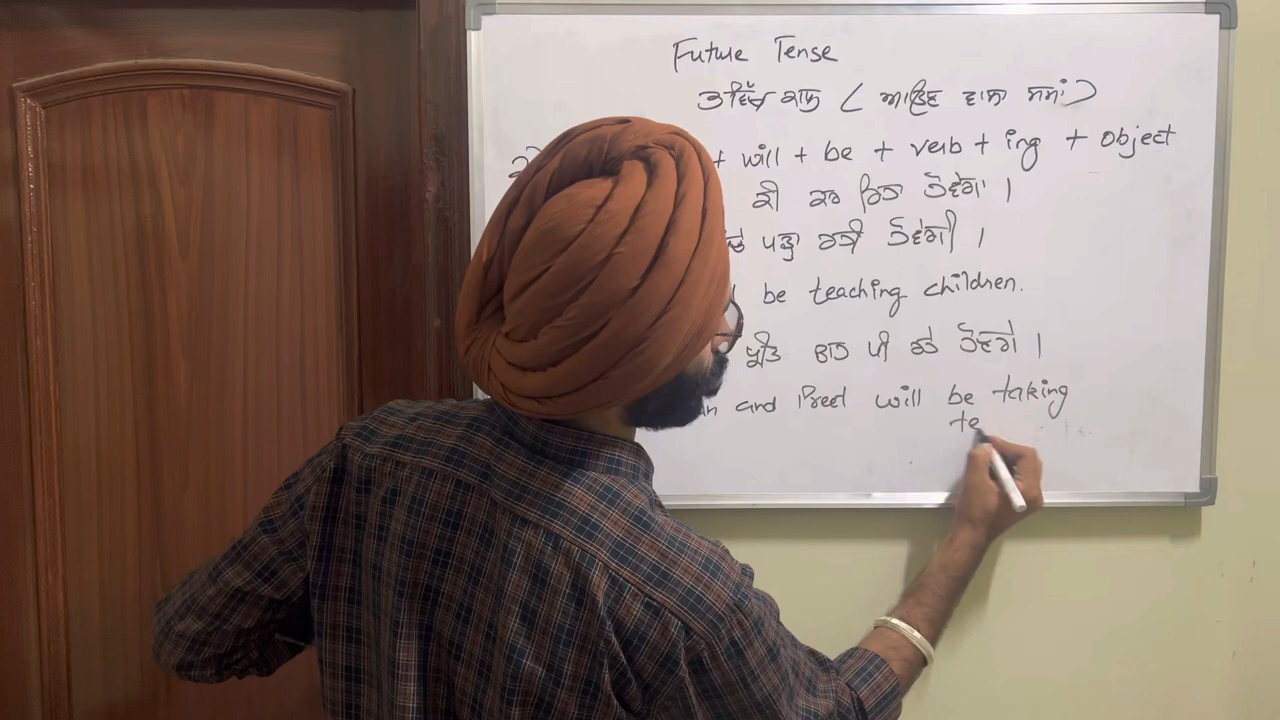 Future Tense
ਭਵਿੱਖ ਕਾਲ ( ਆਉਣ ਵਾਲਾ ਸਮਾਂ )
+ will + be + verb + ing + object
ਕੀ ਕਰ ਰਿਹਾ ਹੋਵੇਗਾ ।
ਪੜ੍ਹਾ ਰਹੀ ਹੋਵੇਗੀ ।
be teaching children.
ਪ੍ਰੀਤ ਚਾਹ ਪੀ ਰਹੇ ਹੋਣਗੇ ।
and Preet will be taking
te